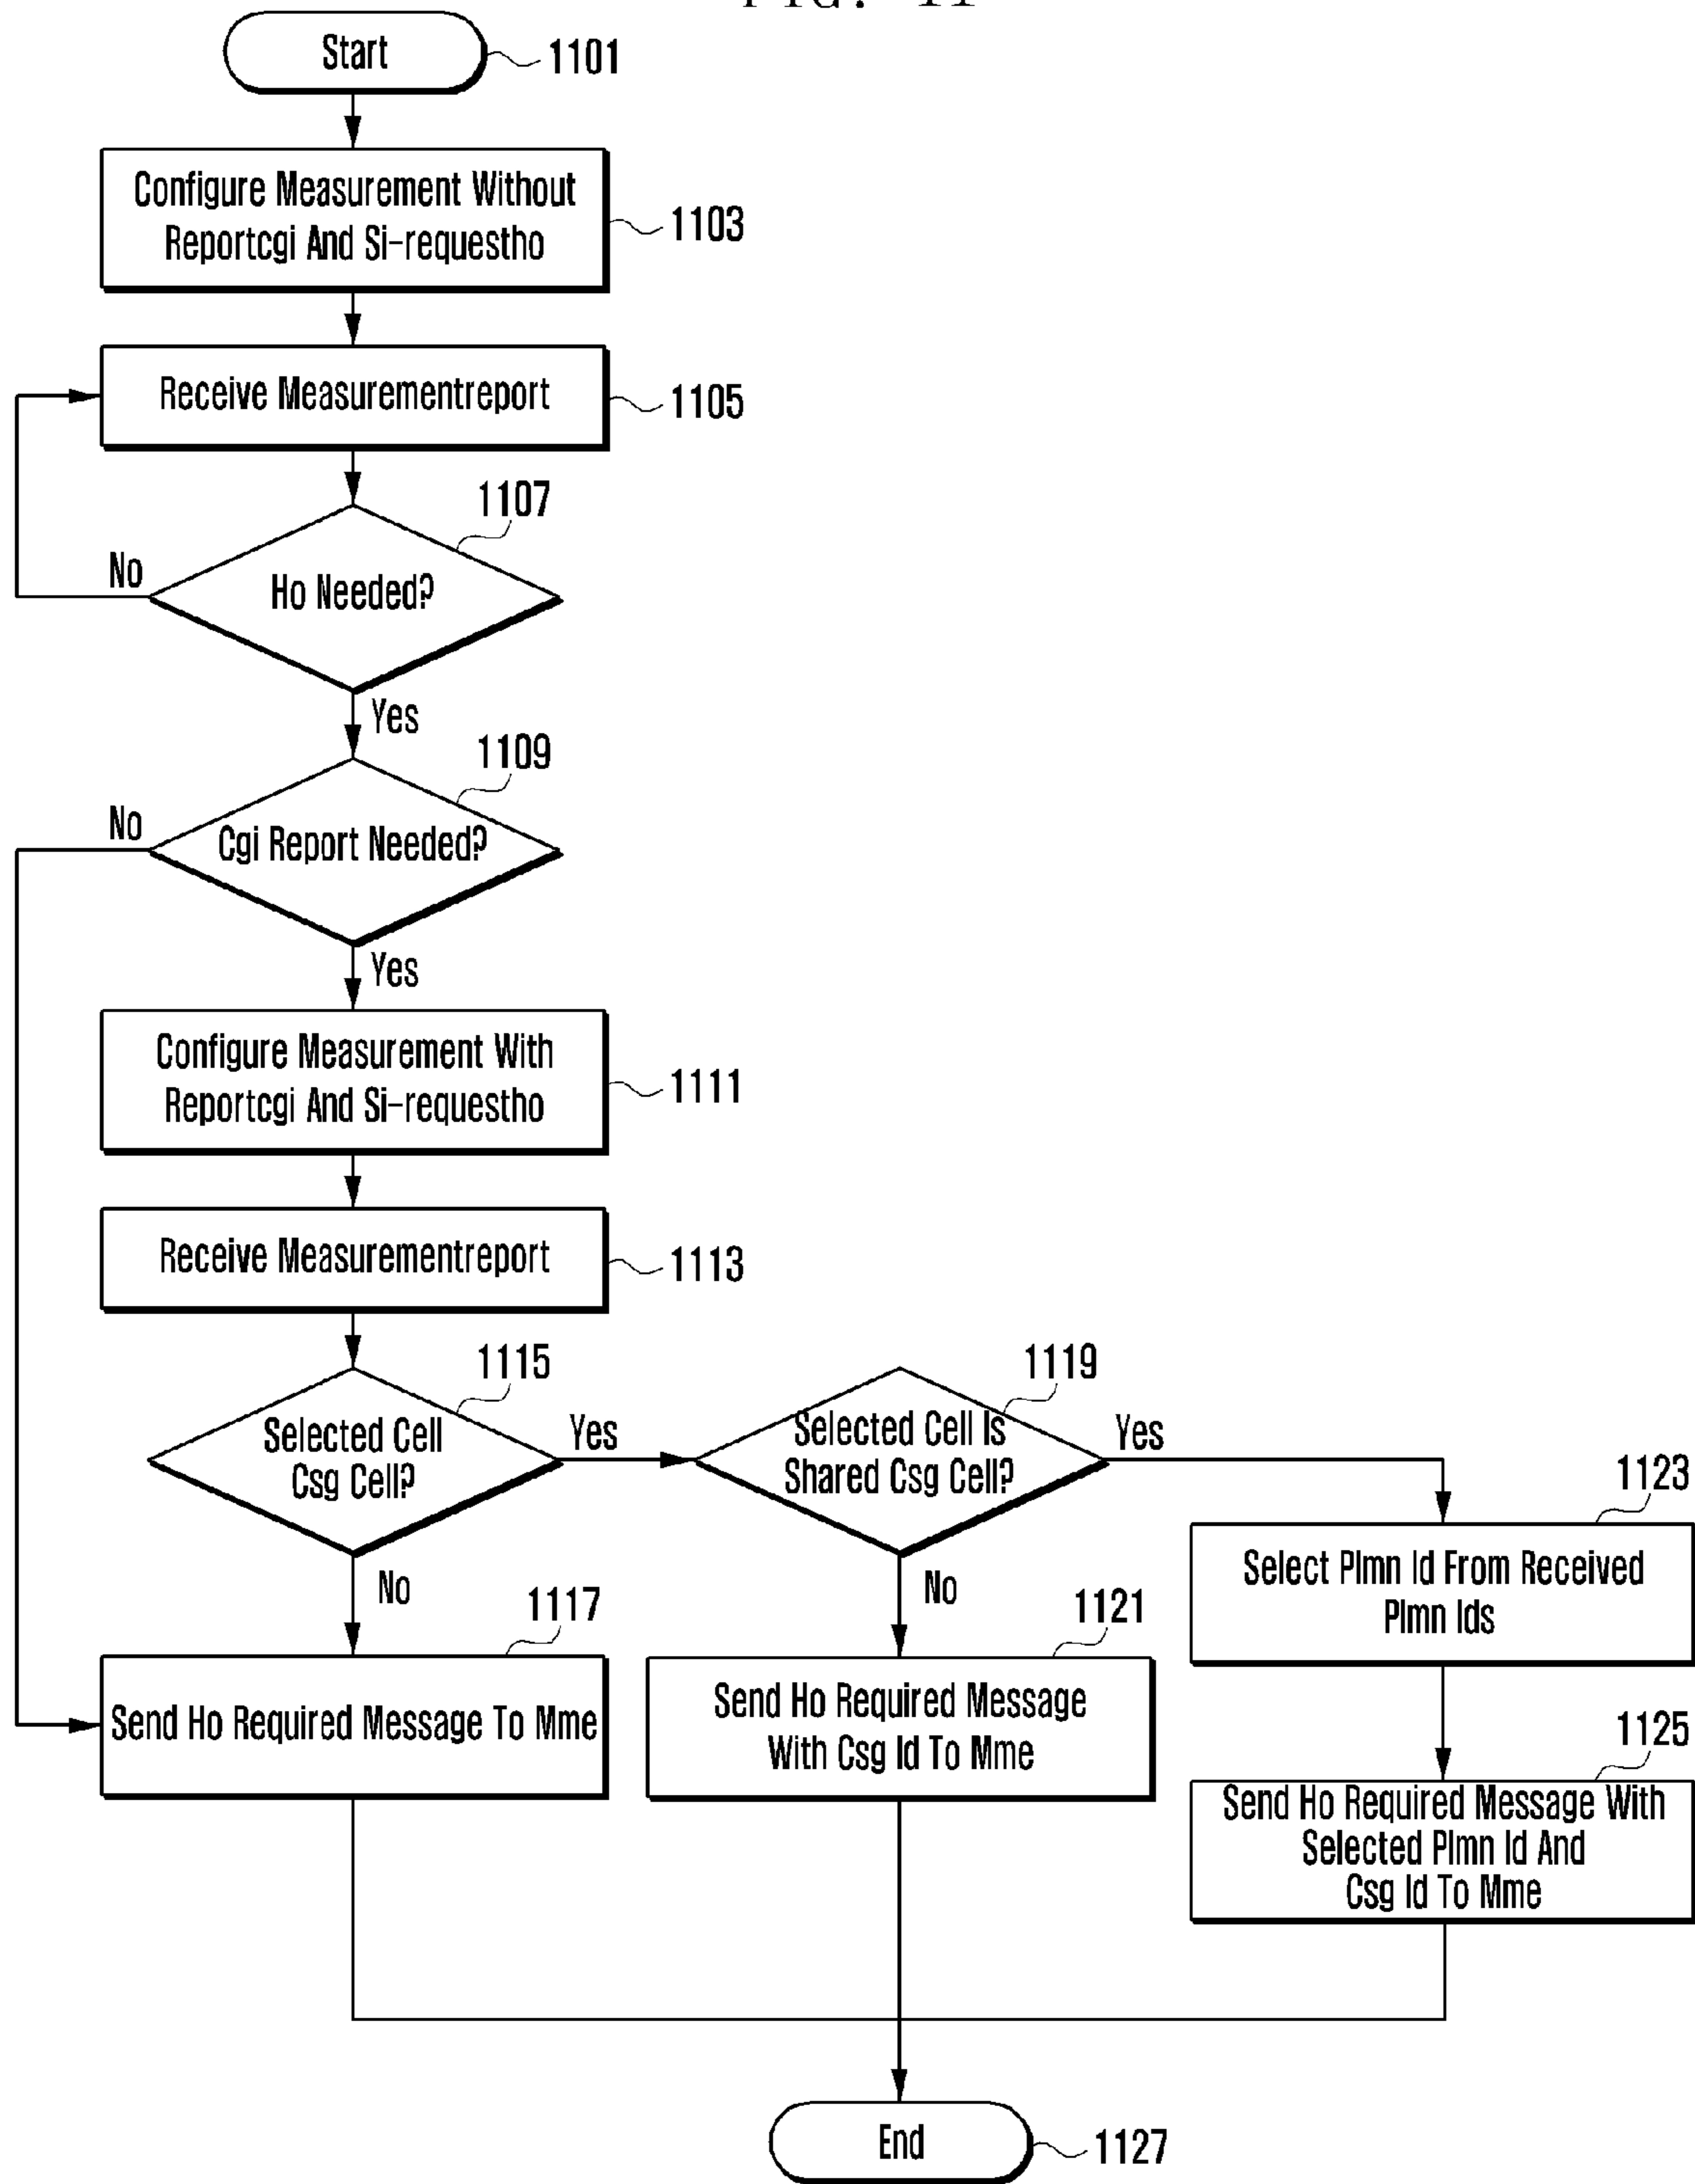 Start
1101
Configure Measurement Without
Reportcgi And Si-requestho
1103
Receive Measurementreport
1105
1107
Ho Needed?
No
Yes
1109
Cgi Report Needed?
No
Yes
Configure Measurement With
Reportcgi And Si-requestho
1111
Receive Measurementreport
1113
1115
Selected Cell
Csg Cell?
Yes
No
1119
Selected Cell Is
Shared Csg Cell?
Yes
No
1123
Select Plmn Id From Received
Plmn Ids
1117
Send Ho Required Message To Mme
1121
Send Ho Required Message
With Csg Id To Mme
1125
Send Ho Required Message With
Selected Plmn Id And
Csg Id To Mme
End
1127